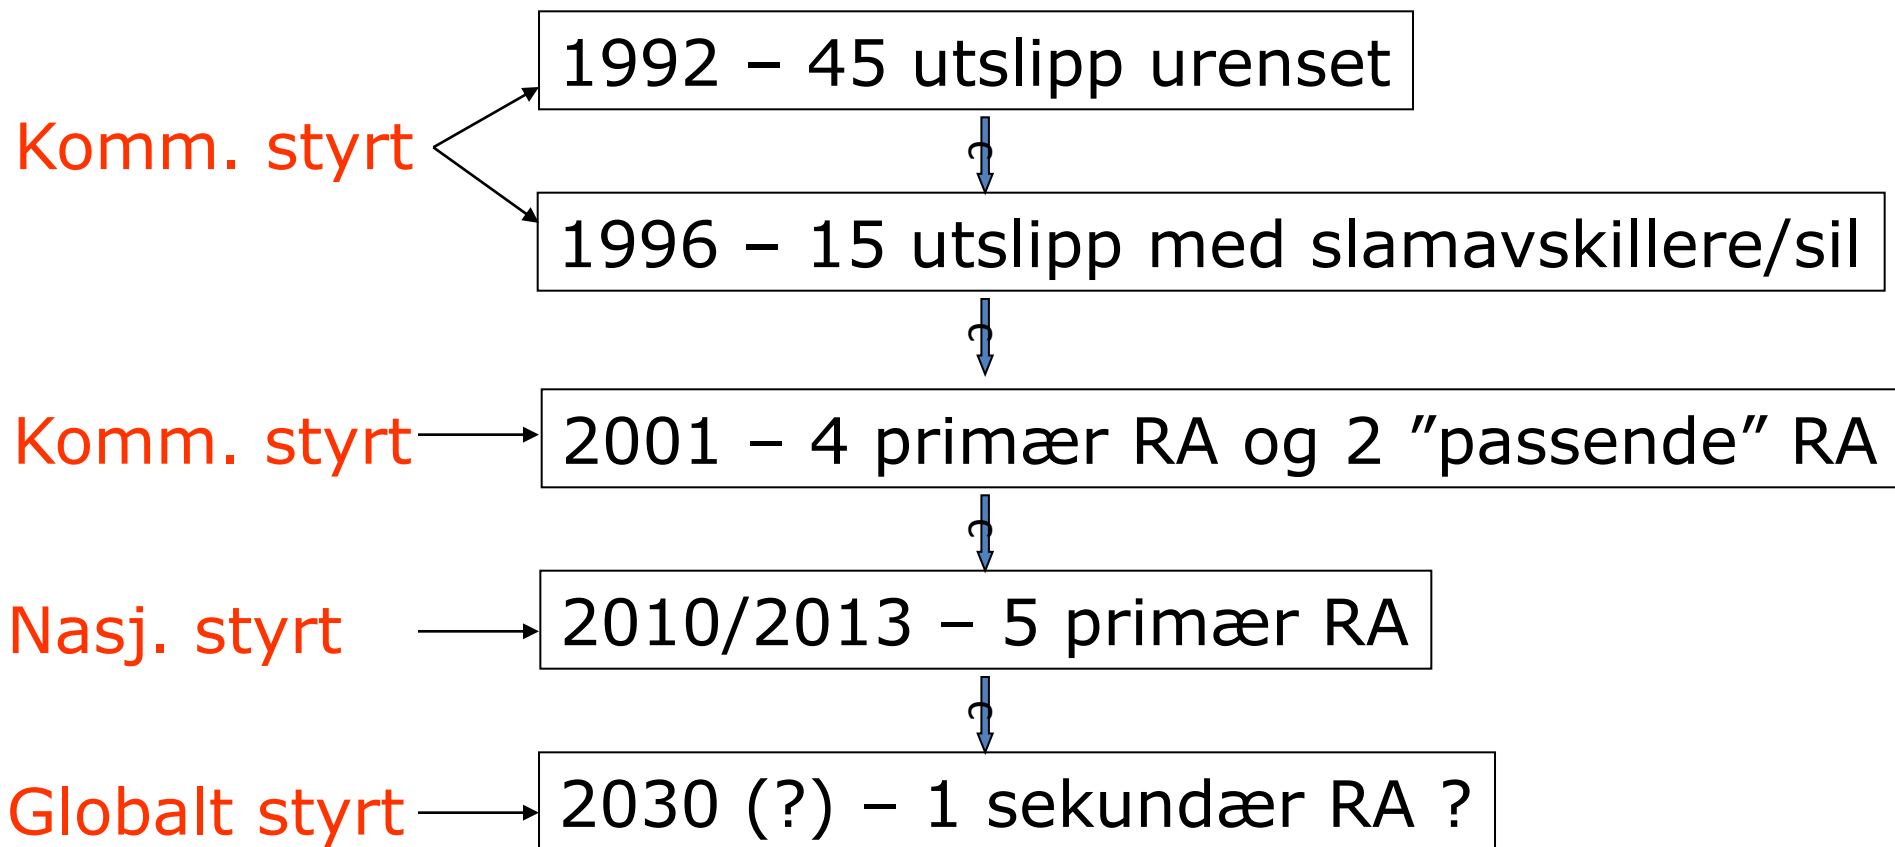 1992 – 45 utslipp urenset
Komm. styrt
c
1996 – 15 utslipp med slamavskillere/sil
c
Komm. styrt
2001 – 4 primær RA og 2 ”passende” RA
c
Nasj. styrt
2010/2013 – 5 primær RA
c
Globalt styrt
2030 (?) – 1 sekundær RA ?